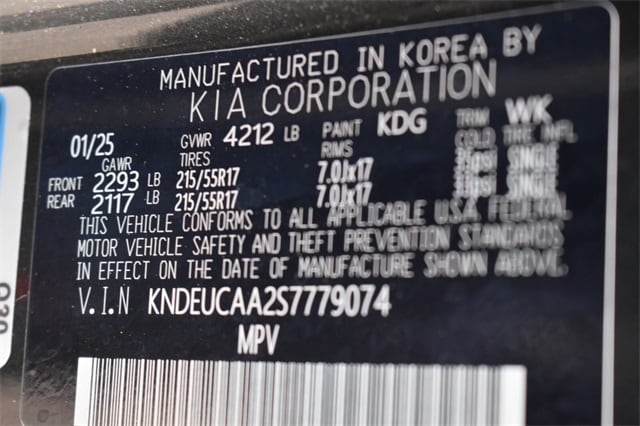 MANUFACTURED IN KOREA BY
KIA CORPORATION
01/25 GVWR 4212 LB PAINT KDG TRIM WK
GAWR TIRES RIMS COLD TIRE INFL
FRONT 2293 LB 215/55R17 7.0Jx17 SINGLE
REAR 2117 LB 215/55R17 7.0Jx17 SINGLE
THIS VEHICLE CONFORMS TO ALL APPLICABLE U.S.A. FEDERAL
MOTOR VEHICLE SAFETY AND THEFT PREVENTION STANDARDS
IN EFFECT ON THE DATE OF MANUFACTURE SHOWN ABOVE.
V.I.N KNDEUCAA2S7779074
MPV